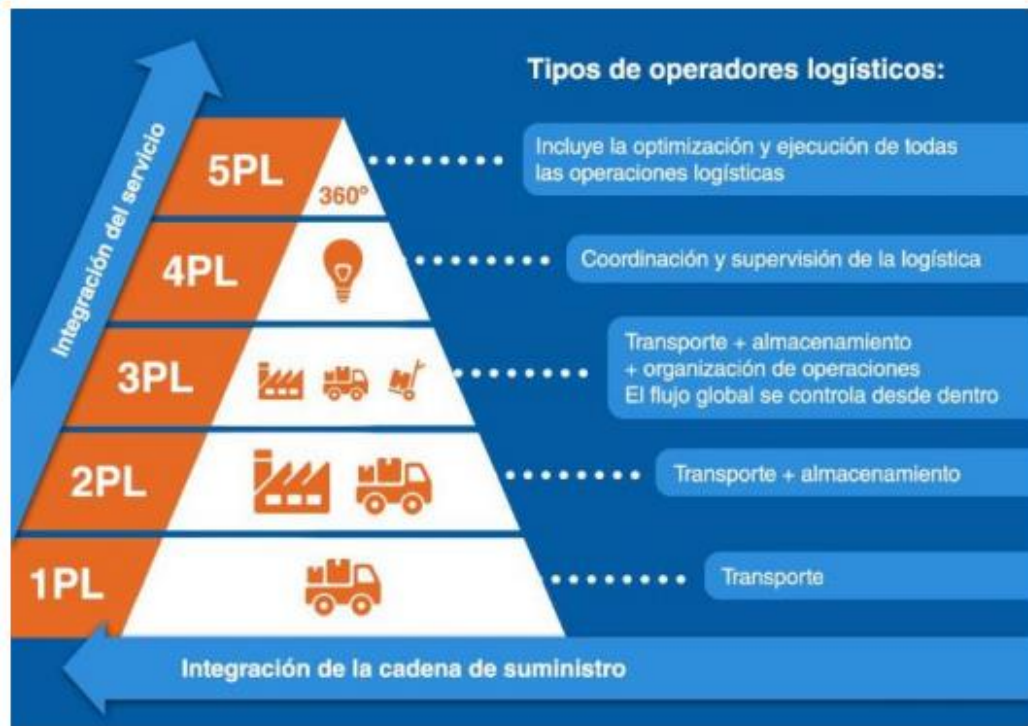 Tipos de operadores logísticos:
5PL
360º
Incluye la optimización y ejecución de todas
las operaciones logísticas
4PL
Coordinación y supervisión de la logística
3PL
Transporte + almacenamiento
+ organización de operaciones
El flujo global se controla desde dentro
2PL
Transporte + almacenamiento
1PL
Transporte
Integración del servicio
Integración de la cadena de suministro